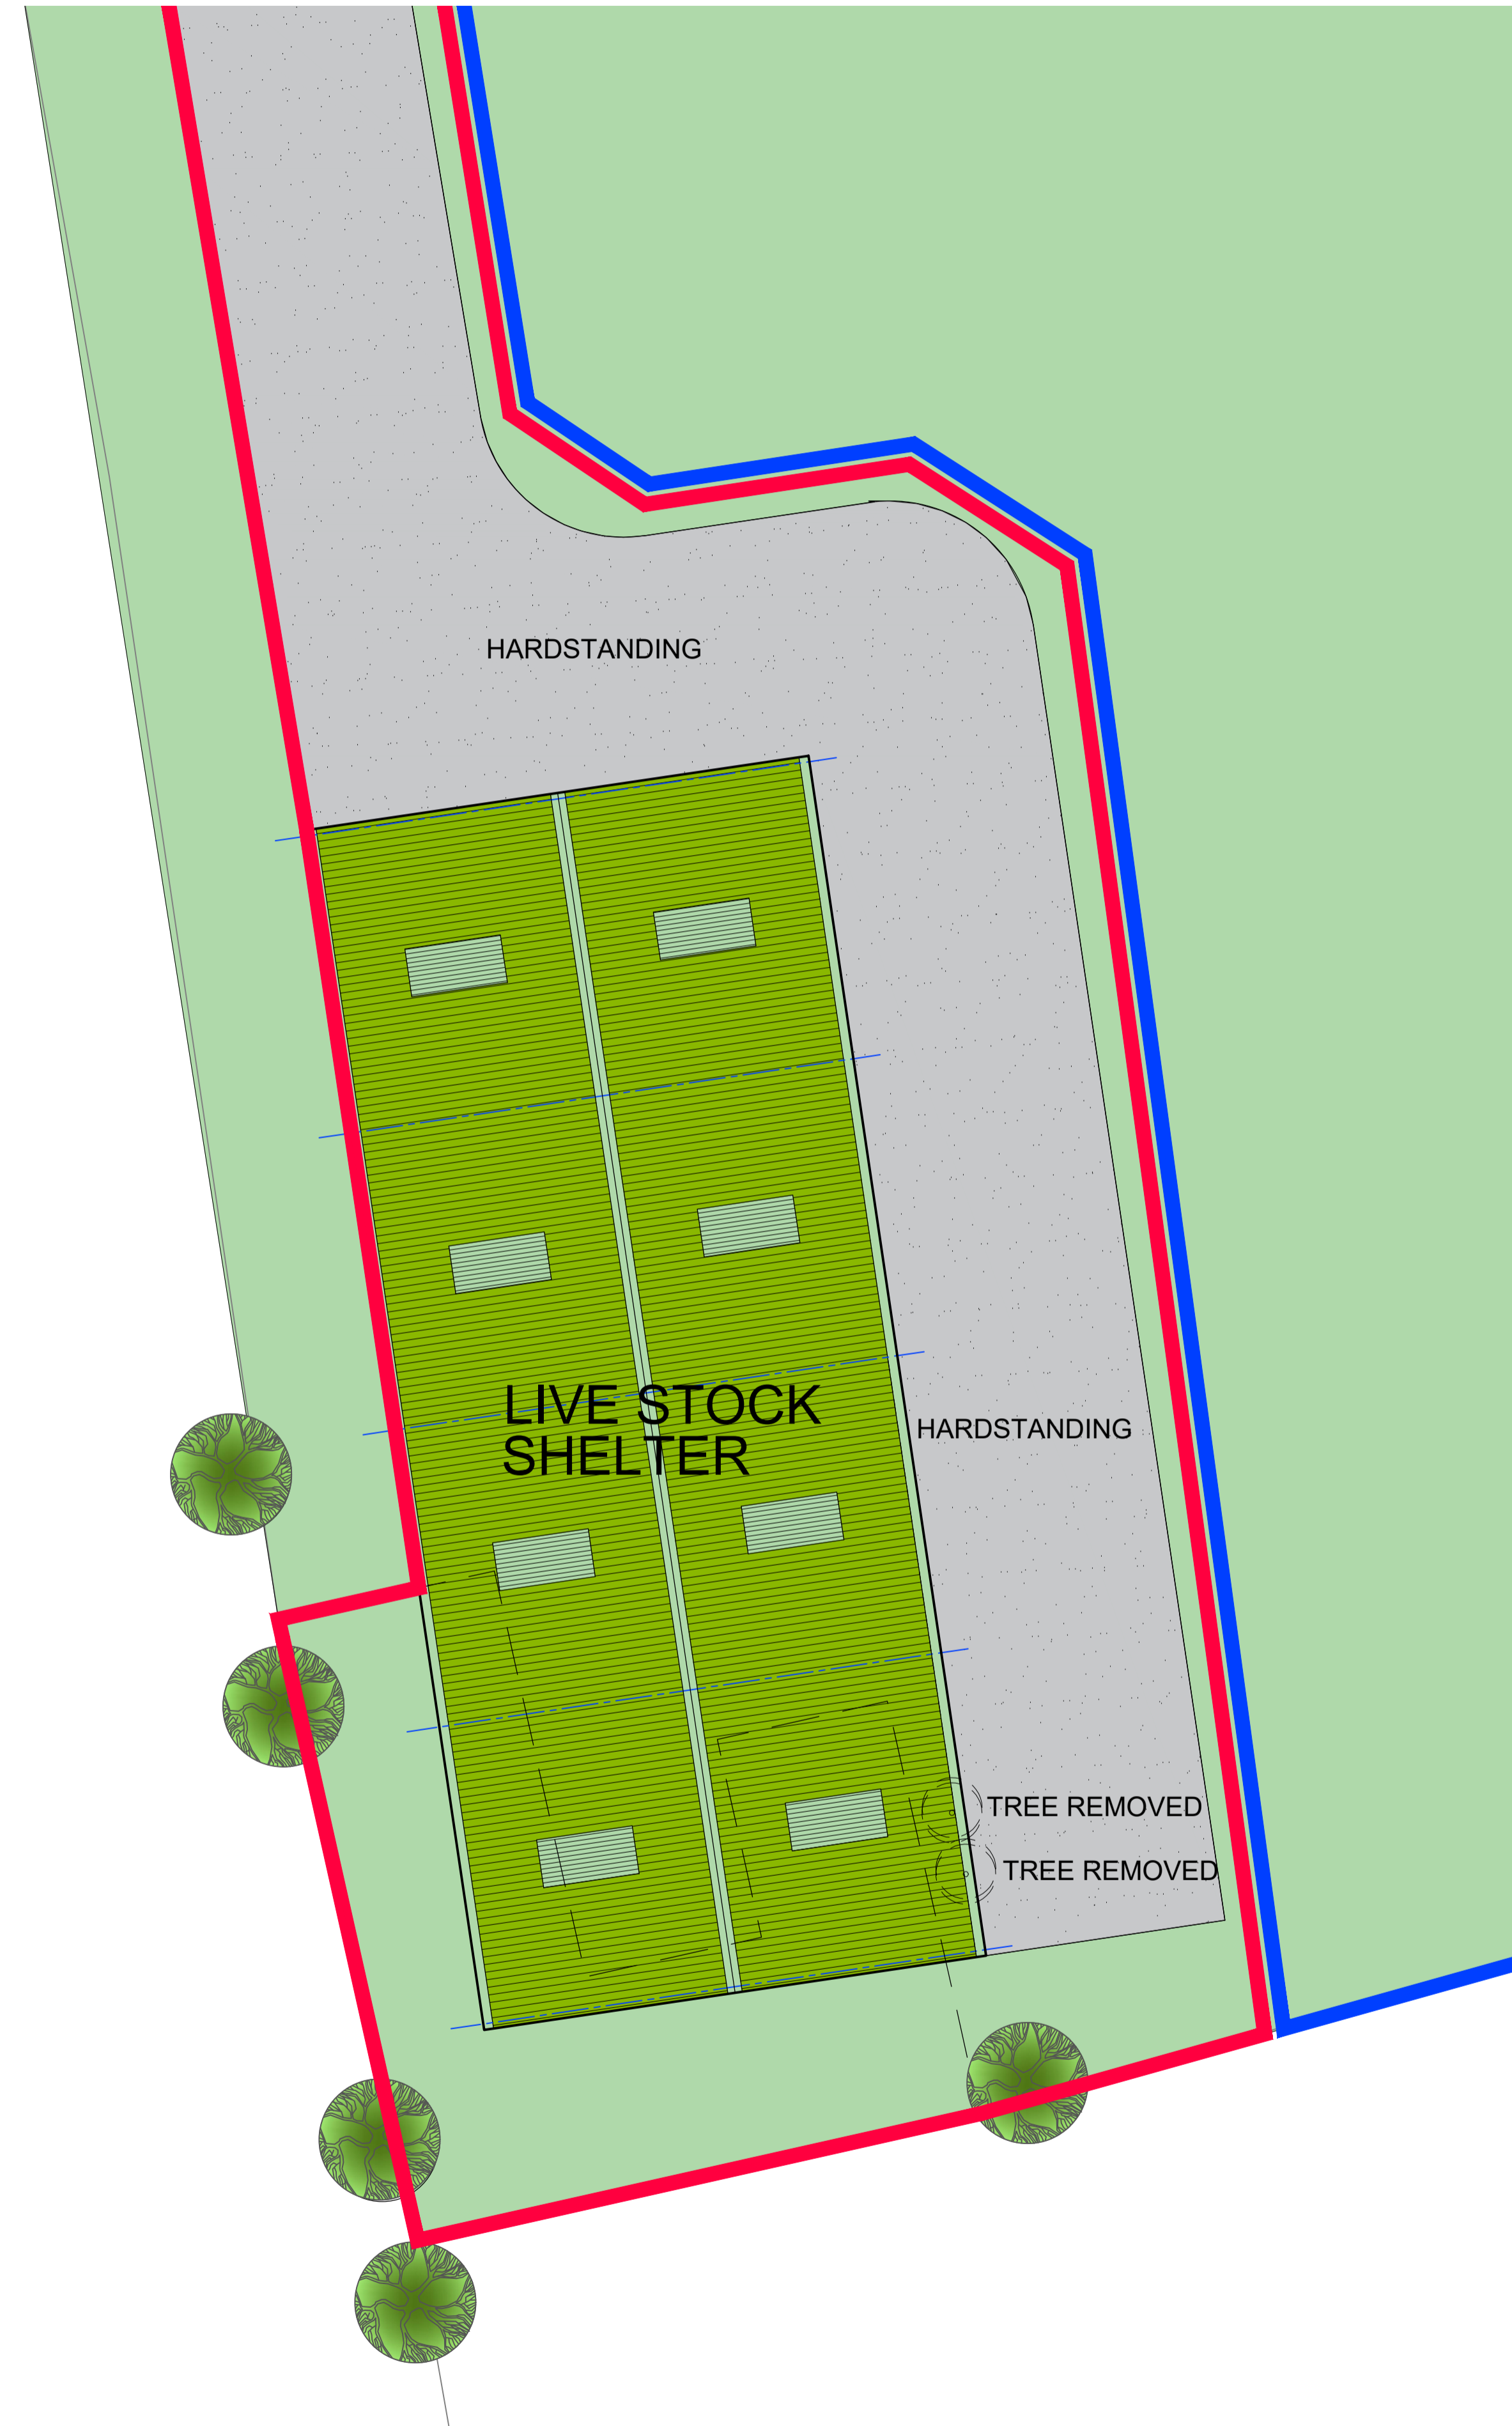 HARDSTANDING
LIVE STOCK
SHELTER
HARDSTANDING
TREE REMOVED
TREE REMOVED